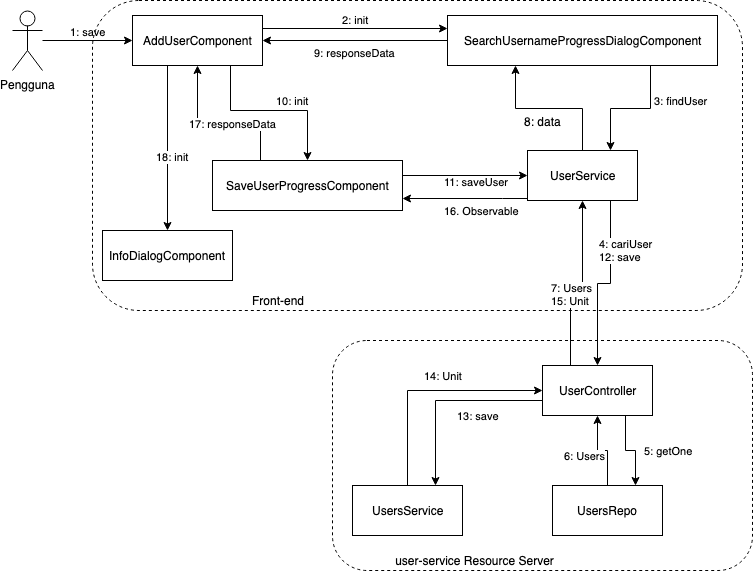 2: init
1: save
AddUserComponent
SearchUsernameProgressDialogComponent
9: responseData
Pengguna
10: init
3: findUser
17: responseData
8: data
18: init
SaveUserProgressComponent
11: saveUser
UserService
16. Observable
InfoDialogComponent
4: cariUser
12: save
7: Users
15: Unit
Front-end
14: Unit
UserController
13: save
6: Users
5: getOne
UsersService
UsersRepo
user-service Resource Server